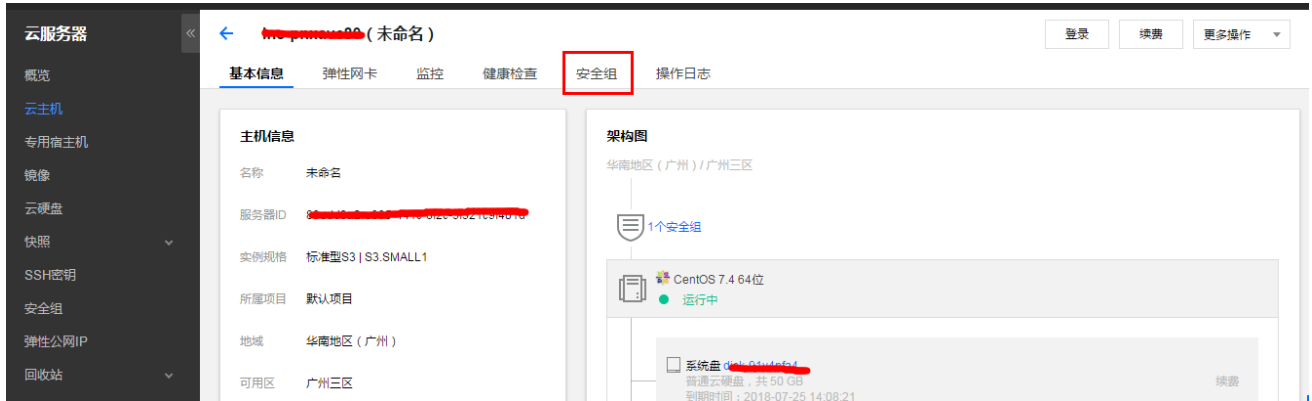 云服务器
概览
云主机
专用宿主机
镜像
云硬盘
快照
SSH密钥
安全组
弹性公网IP
回收站
(未命名)
登录 续费 更多操作
基本信息 弹性网卡 监控 健康检查 安全组 操作日志
主机信息
名称 未命名
服务器ID
实例规格 标准型S3 | S3.SMALL1
所属项目 默认项目
地域 华南地区(广州)
可用区 广州三区
架构图
华南地区(广州)/广州三区
1个安全组
CentOS 7.4 64位
运行中
系统盘
普通云硬盘,共 50 GB
续费
到期时间:2018-07-25 14:08:21